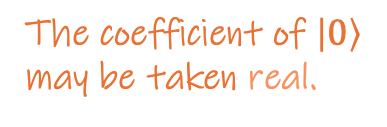 The coefficient of |0⟩
may be taken real.